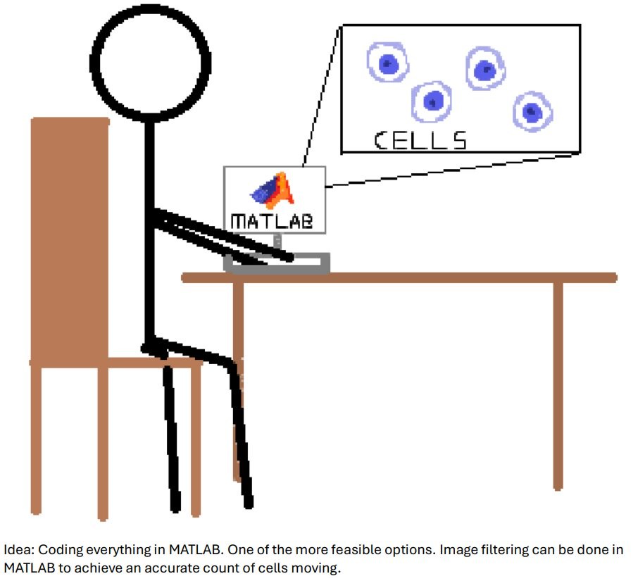 CELLS
MATLAB
Idea: Coding everything in MATLAB. One of the more feasible options. Image filtering can be done in
MATLAB to achieve an accurate count of cells moving.